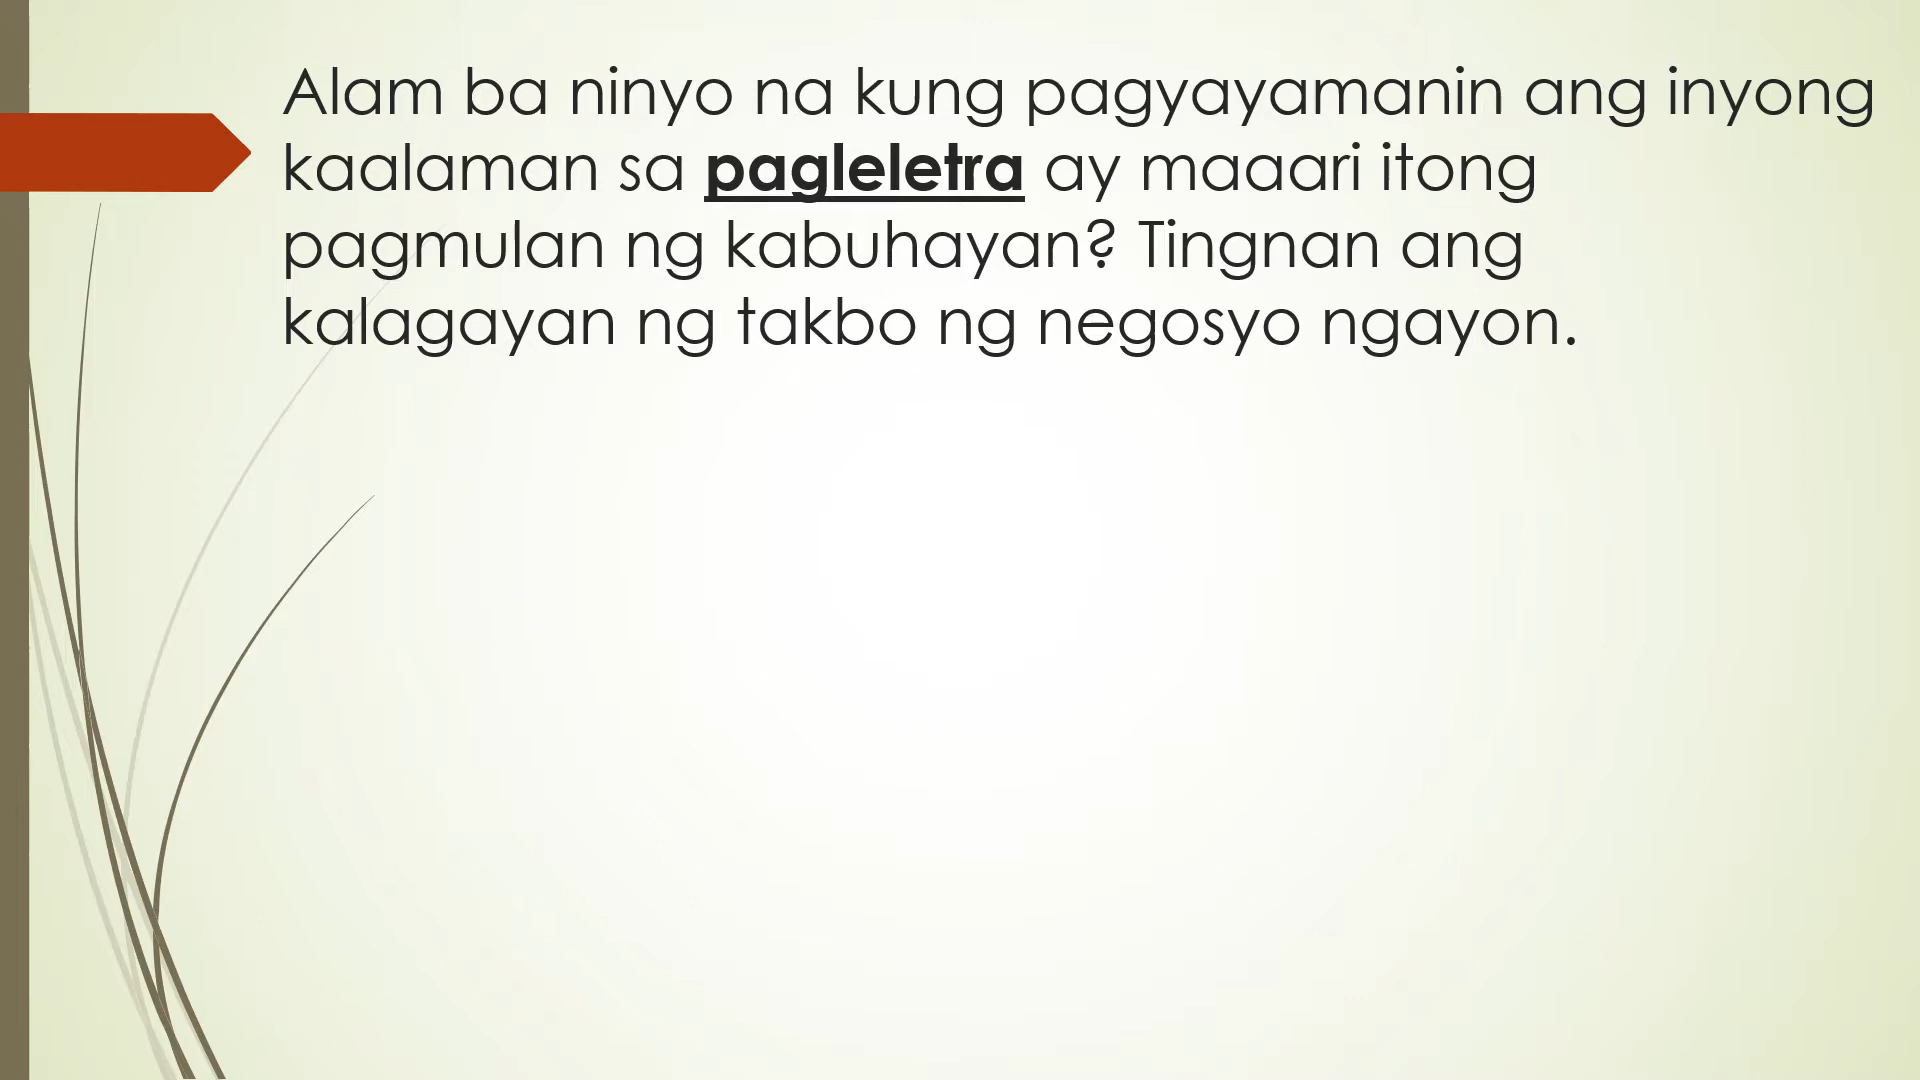 Alam ba ninyo na kung pagyayamanin ang inyong
kaalaman sa pagleletra ay maaari itong
pagmulan ng kabuhayan? Tingnan ang
kalagayan ng takbo ng negosyo ngayon.